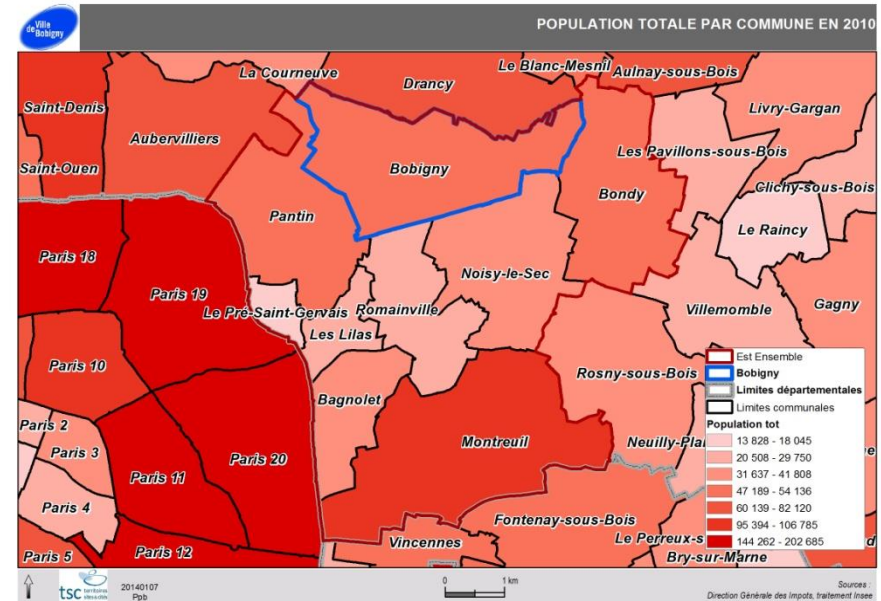 Ville
de Bobigny
POPULATION TOTALE PAR COMMUNE EN 2010
La Courneuve
Drancy
Le Blanc-Mesnil
Aulnay-sous-Bois
Saint-Denis
Livry-Gargan
Aubervilliers
Les Pavillons-sous-Bois
Saint-Ouen
Bobigny
Clichy-sous-Bois
Bondy
Pantin
Le Raincy
Paris 18
Noisy-le-Sec
Paris 19
Le Pré-Saint-Gervais
Romainville
Villemomble
Gagny
Les Lilas
Paris 10
Rosny-sous-Bois
Bagnolet
Paris 2
Paris 3
Montreuil
Neuilly-Pla
Paris 20
Paris 11
Paris 4
Fontenay-sous-Bois
Le Perreux-s
Vincennes
Paris 12
Paris 5
Bry-sur-Marne
Est Ensemble
Bobigny
Limites départementales
Limites communales
Population tot
13 828 - 18 045
20 508 - 29 750
31 637 - 41 808
47 189 - 54 136
60 139 - 82 120
95 394 - 106 785
144 262 - 202 685
tsc
20140107
Ppb
0 1 km
Sources :
Direction Générale des Impots, traitement Insee